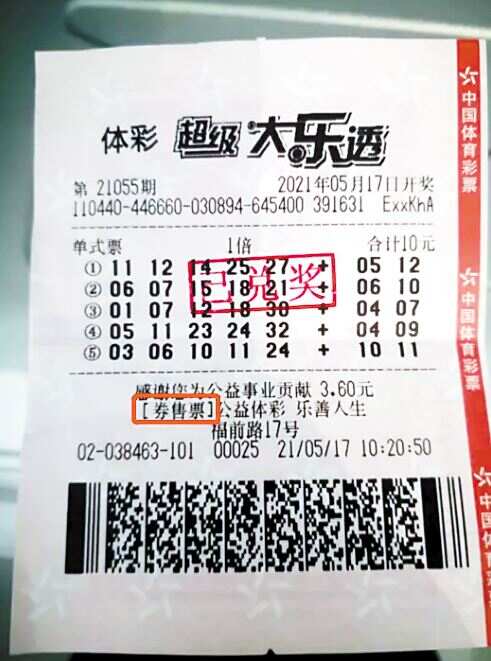 体彩 超级大乐透
第 21055期 2021年05月17日开奖
110440-446660-030894-645400 391631 ExxKhA
单式票 1倍 合计10元
① 11 12 14 25 27 + 05 12
② 06 07 15 18 21 + 06 10
③ 01 07 12 18 30 + 04 07
④ 05 11 23 24 32 + 04 09
⑤ 03 06 10 11 24 + 10 11
已兑奖
感谢您为公益事业贡献 3.60元
[券售票]公益体彩 乐善人生
福前路17号
02-038463-101 00025 21/05/17 10:20:50
中国体育彩票
中国体育彩票
中国体育